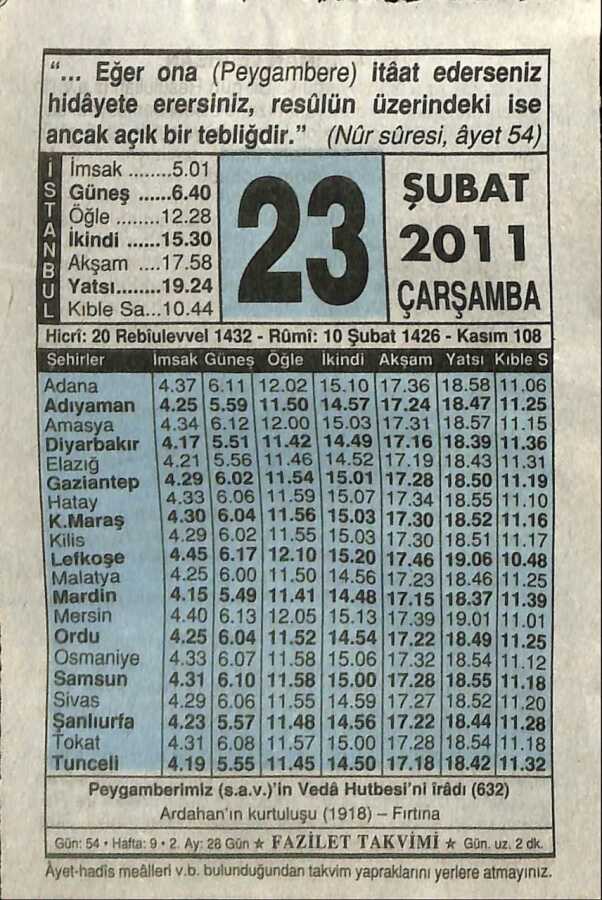 “... Eğer ona (Peygambere) itâat ederseniz
hidâyete erersiniz, resûlün üzerindeki ise
ancak açık bir tebliğdir.” (Nûr sûresi, âyet 54)
İSTANBUL
İmsak ........5.01
Güneş ......6.40
Öğle ........12.28
İkindi ......15.30
Akşam ....17.58
Yatsı........19.24
Kıble Sa...10.44
23
ŞUBAT
2011
ÇARŞAMBA
Hicrî: 20 Rebîulevvel 1432 - Rûmî: 10 Şubat 1426 - Kasım 108
Şehirler İmsak Güneş Öğle İkindi Akşam Yatsı Kıble S
Adana 4.37 6.11 12.02 15.10 17.36 18.58 11.06
Adıyaman 4.25 5.59 11.50 14.57 17.24 18.47 11.25
Amasya 4.34 6.12 12.00 15.03 17.31 18.57 11.15
Diyarbakır 4.17 5.51 11.42 14.49 17.16 18.39 11.36
Elazığ 4.21 5.56 11.46 14.52 17.19 18.43 11.31
Gaziantep 4.29 6.02 11.54 15.01 17.28 18.50 11.19
Hatay 4.33 6.06 11.59 15.07 17.34 18.55 11.10
K.Maraş 4.30 6.04 11.56 15.03 17.30 18.52 11.16
Kilis 4.29 6.02 11.55 15.03 17.30 18.51 11.17
Lefkoşe 4.45 6.17 12.10 15.20 17.46 19.06 10.48
Malatya 4.25 6.00 11.50 14.56 17.23 18.46 11.25
Mardin 4.15 5.49 11.41 14.48 17.15 18.37 11.39
Mersin 4.40 6.13 12.05 15.13 17.39 19.01 11.01
Ordu 4.25 6.04 11.52 14.54 17.22 18.49 11.25
Osmaniye 4.33 6.07 11.58 15.06 17.32 18.54 11.12
Samsun 4.31 6.10 11.58 15.00 17.28 18.55 11.18
Sivas 4.29 6.06 11.55 14.59 17.27 18.52 11.20
Şanlıurfa 4.23 5.57 11.48 14.56 17.22 18.44 11.28
Tokat 4.31 6.08 11.57 15.00 17.28 18.54 11.18
Tunceli 4.19 5.55 11.45 14.50 17.18 18.42 11.32
Peygamberimiz (s.a.v.)’in Vedâ Hutbesi’ni îrâdı (632)
Ardahan’ın kurtuluşu (1918) – Fırtına
Gün: 54 • Hafta: 9 • 2. Ay: 28 Gün ★ FAZİLET TAKVİMİ ★ Gün. uz. 2 dk.
Âyet-hadîs meâlleri v.b. bulunduğundan takvim yapraklarını yerlere atmayınız.